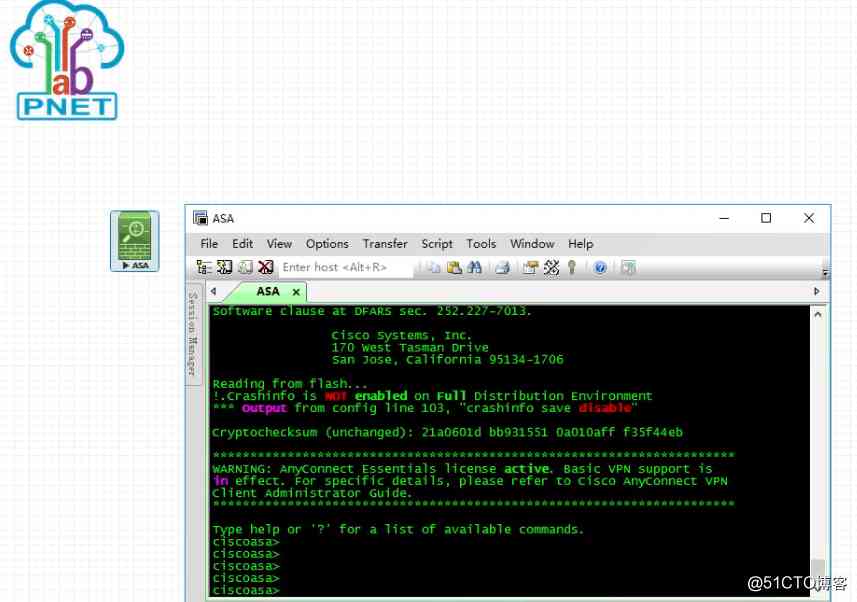 lab
PNET
ASA
ASA
File Edit View Options Transfer Script Tools Window Help
Enter host <Alt+R>
ASA
Session Manager
Software clause at DFARS sec. 252.227-7013.
Cisco Systems, Inc.
170 West Tasman Drive
San Jose, California 95134-1706
Reading from flash...
!.Crashinfo is NOT enabled on Full Distribution Environment
*** Output from config line 103, "crashinfo save disable"
Cryptochecksum (unchanged): 21a0601d bb931551 0a010aff f35f44eb
*************************************************************************
WARNING: AnyConnect Essentials license active. Basic VPN support is
in effect. For specific details, please refer to Cisco AnyConnect VPN
Client Administrator Guide.
*************************************************************************
Type help or '?' for a list of available commands.
ciscoasa>
ciscoasa>
ciscoasa>
ciscoasa>
ciscoasa>
@51CTO博客